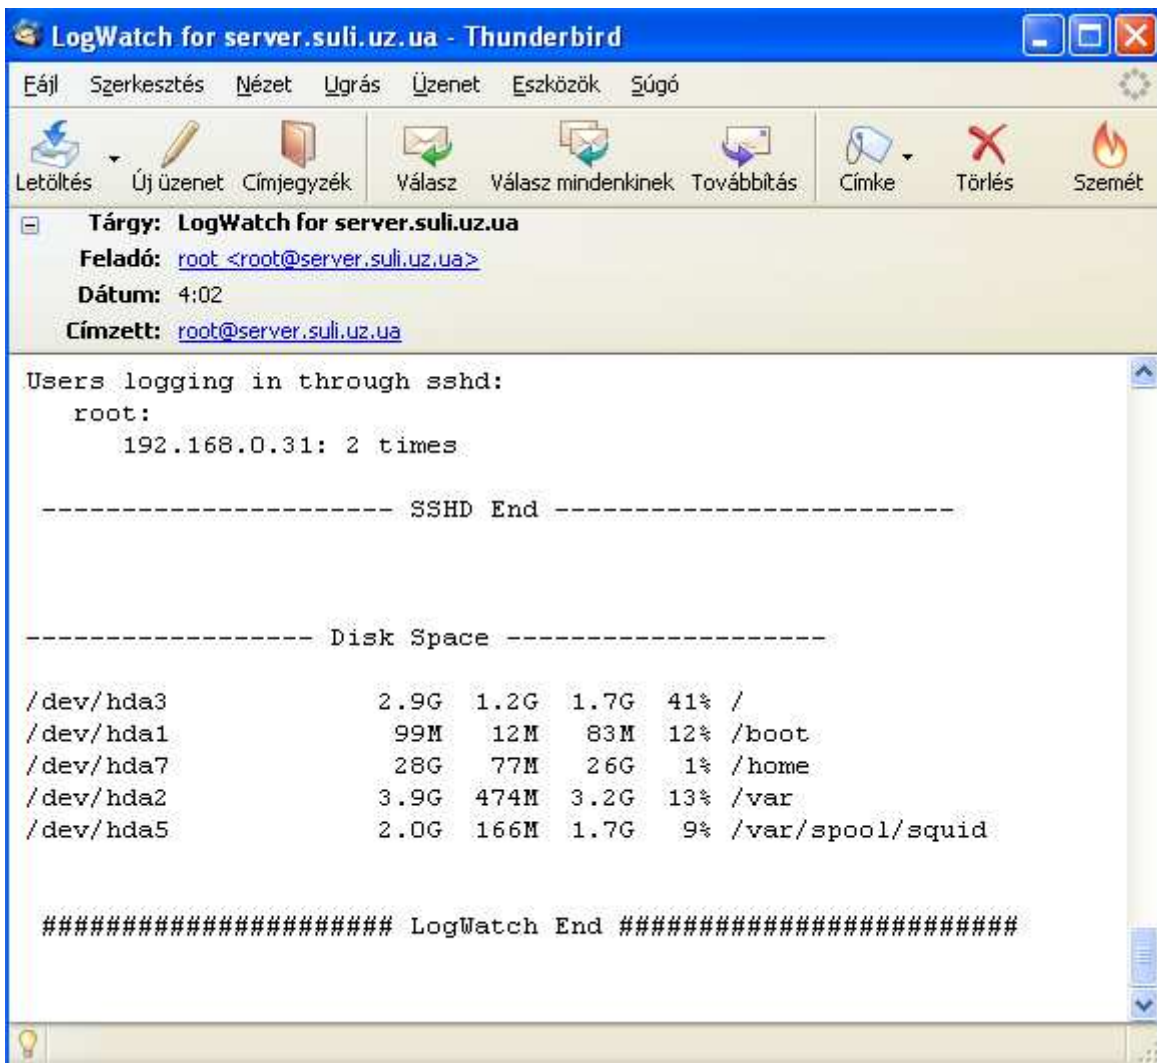 LogWatch for server.suli.uz.ua - Thunderbird
Fájl Szerkesztés Nézet Ugrás Üzenet Eszközök Súgó
Letöltés Új üzenet Címjegyzék Válasz Válasz mindenkinek Továbbítás Címke Törlés Szemét
Tárgy: LogWatch for server.suli.uz.ua
Feladó: root <root@server.suli.uz.ua>
Dátum: 4:02
Címzett: root@server.suli.uz.ua
Users logging in through sshd:
root:
192.168.0.31: 2 times
---------------------- SSHD End -------------------------
------------------ Disk Space --------------------
/dev/hda3 2.9G 1.2G 1.7G 41% /
/dev/hda1 99M 12M 83M 12% /boot
/dev/hda7 28G 77M 26G 1% /home
/dev/hda2 3.9G 474M 3.2G 13% /var
/dev/hda5 2.0G 166M 1.7G 9% /var/spool/squid
###################### LogWatch End #########################